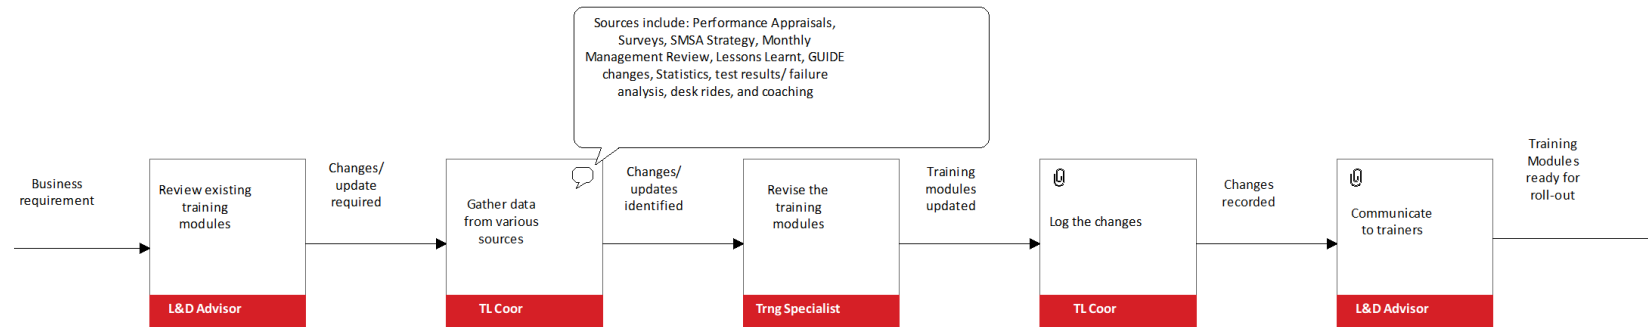 Sources include: Performance Appraisals,
Surveys, SMSA Strategy, Monthly
Management Review, Lessons Learnt, GUIDE
changes, Statistics, test results/ failure
analysis, desk rides, and coaching
Business
requirement
Review existing
training
modules
L&D Advisor
Changes/
update
required
Gather data
from various
sources
TL Coor
Changes/
updates
identified
Revise the
training
modules
Trng Specialist
Training
modules
updated
Log the changes
TL Coor
Changes
recorded
Communicate
to trainers
L&D Advisor
Training
Modules
ready for
roll-out